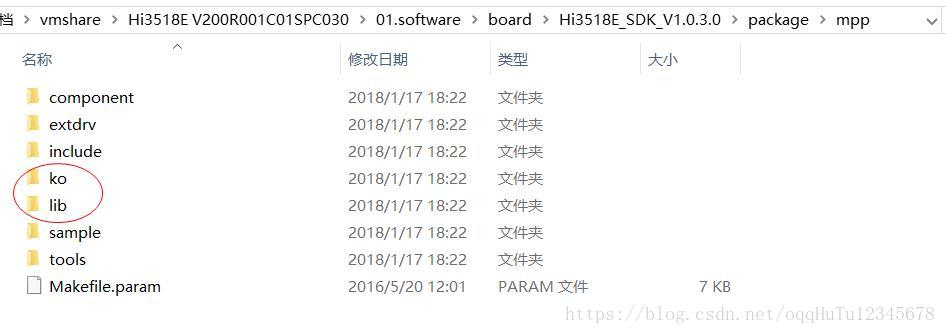 档 > vmshare > Hi3518E V200R001C01SPC030 > 01.software > board > Hi3518E_SDK_V1.0.3.0 > package > mpp
名称 修改日期 类型 大小
component 2018/1/17 18:22 文件夹
extdrv 2018/1/17 18:22 文件夹
include 2018/1/17 18:22 文件夹
ko 2018/1/17 18:22 文件夹
lib 2018/1/17 18:22 文件夹
sample 2018/1/17 18:22 文件夹
tools 2018/1/17 18:22 文件夹
Makefile.param 2016/5/20 12:01 PARAM 文件 7 KB
https://blog.csdn.net/oqqHuTu12345678